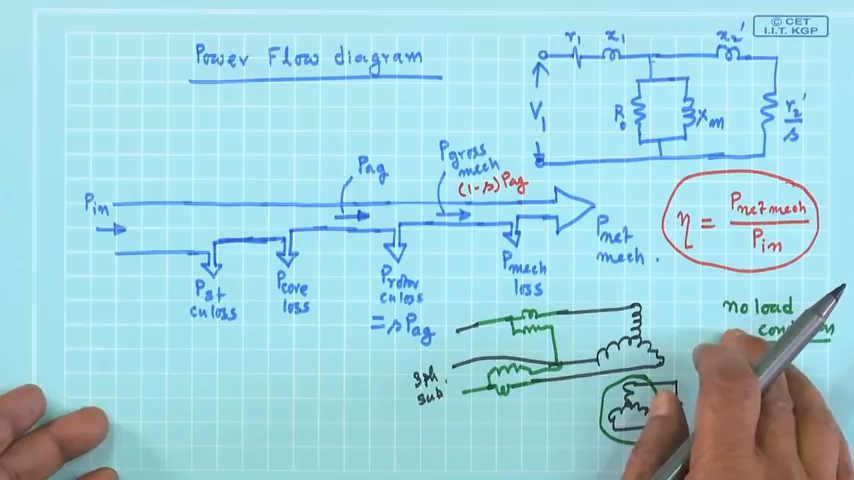 © CET
I.I.T. KGP
Power Flow diagram
r1 x1 x2'
V1
R0 Xm r2'/s
Pin
Pag
Pgross mech
(1-s) Pag
Pnet mech.
Pst cu loss
Pcore loss
Protor cu loss
= s Pag
Pmech loss
η = Pnet mech / Pin
3ph
sub.
no load